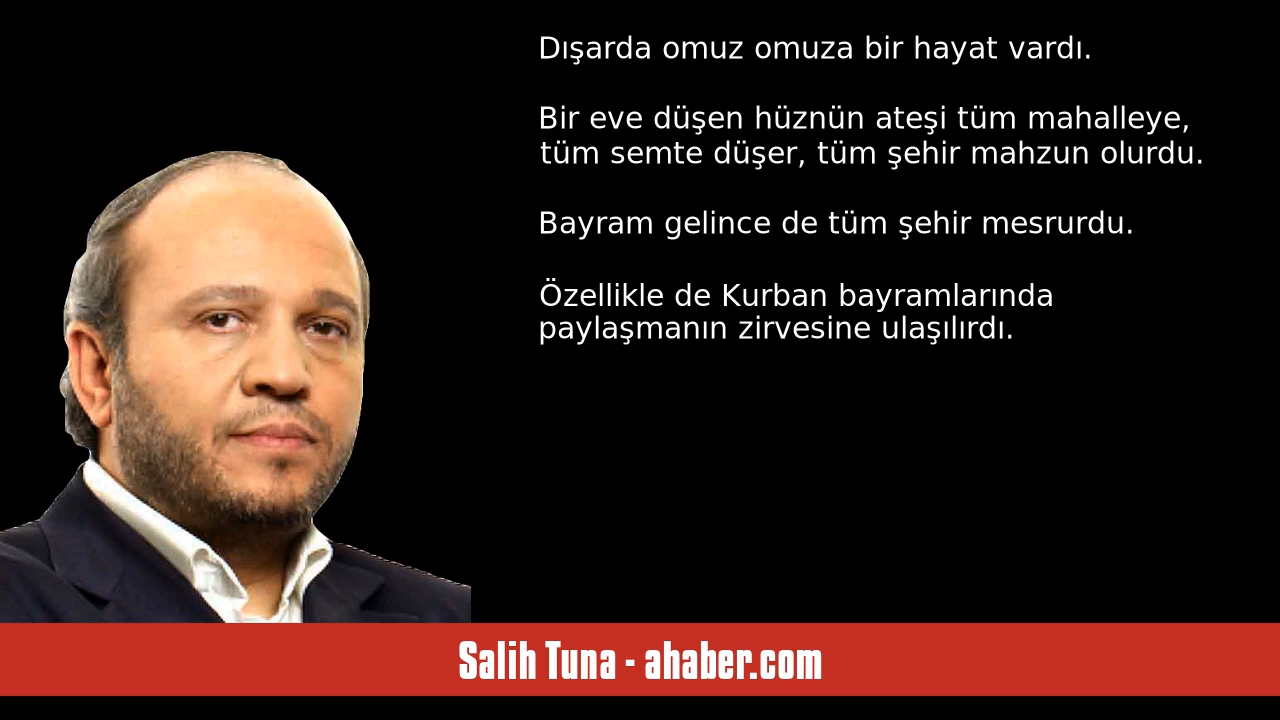 Dışarda omuz omuza bir hayat vardı.
Bir eve düşen hüznün ateşi tüm mahalleye,
tüm semte düşer, tüm şehir mahzun olurdu.
Bayram gelince de tüm şehir mesrurdu.
Özellikle de Kurban bayramlarında
paylaşmanın zirvesine ulaşılırdı.
Salih Tuna - ahaber.com